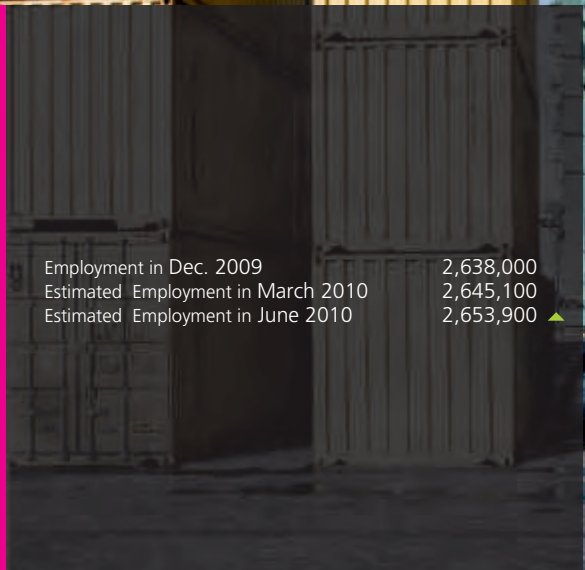 Employment in Dec. 2009 2,638,000
Estimated Employment in March 2010 2,645,100
Estimated Employment in June 2010 2,653,900